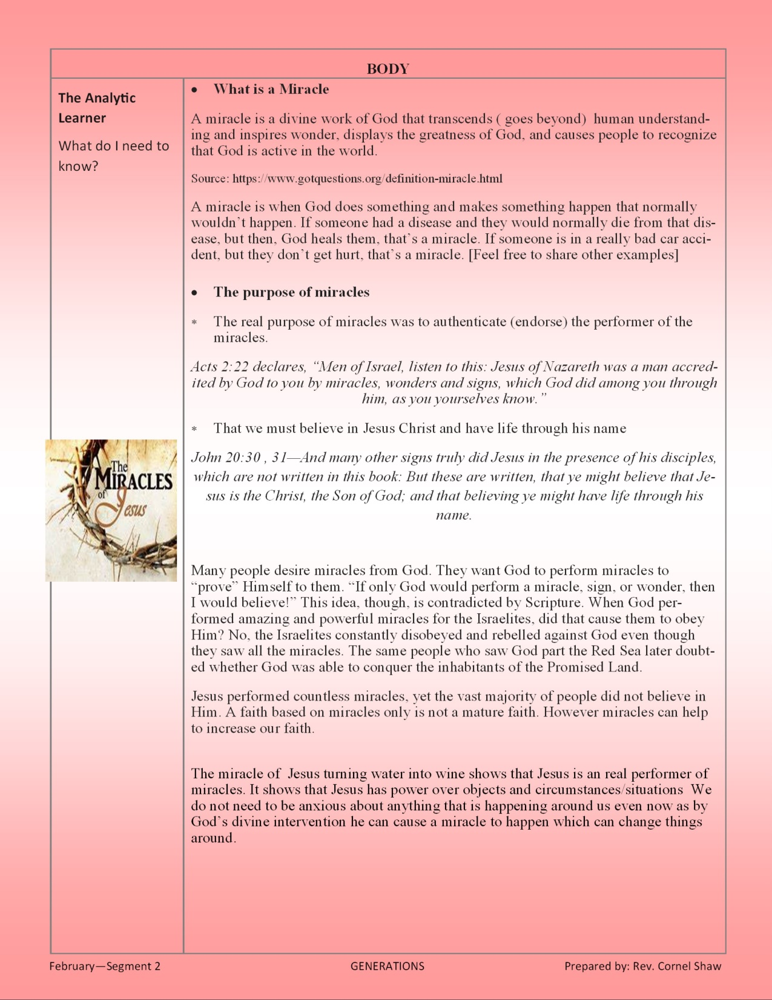 BODY
The Analytic
Learner
What do I need to
know?
• What is a Miracle
A miracle is a divine work of God that transcends ( goes beyond)  human understand-
ing and inspires wonder, displays the greatness of God, and causes people to recognize
that God is active in the world.
Source: https://www.gotquestions.org/definition-miracle.html
A miracle is when God does something and makes something happen that normally
wouldn't happen. If someone had a disease and they would normally die from that dis-
ease, but then, God heals them, that's a miracle. If someone is in a really bad car acci-
dent, but they don't get hurt, that's a miracle. [Feel free to share other examples]
• The purpose of miracles
* The real purpose of miracles was to authenticate (endorse) the performer of the
miracles.
Acts 2:22 declares, “Men of Israel, listen to this: Jesus of Nazareth was a man accred-
ited by God to you by miracles, wonders and signs, which God did among you through
him, as you yourselves know.”
* That we must believe in Jesus Christ and have life through his name
The
MIRACLES
of
Jesus
John 20:30 , 31—And many other signs truly did Jesus in the presence of his disciples,
which are not written in this book: But these are written, that ye might believe that Je-
sus is the Christ, the Son of God; and that believing ye might have life through his
name.
Many people desire miracles from God. They want God to perform miracles to
“prove” Himself to them. “If only God would perform a miracle, sign, or wonder, then
I would believe!” This idea, though, is contradicted by Scripture. When God per-
formed amazing and powerful miracles for the Israelites, did that cause them to obey
Him? No, the Israelites constantly disobeyed and rebelled against God even though
they saw all the miracles. The same people who saw God part the Red Sea later doubt-
ed whether God was able to conquer the inhabitants of the Promised Land.
Jesus performed countless miracles, yet the vast majority of people did not believe in
Him. A faith based on miracles only is not a mature faith. However miracles can help
to increase our faith.
The miracle of  Jesus turning water into wine shows that Jesus is an real performer of
miracles. It shows that Jesus has power over objects and circumstances/situations  We
do not need to be anxious about anything that is happening around us even now as by
God's divine intervention he can cause a miracle to happen which can change things
around.
February—Segment 2
GENERATIONS
Prepared by: Rev. Cornel Shaw